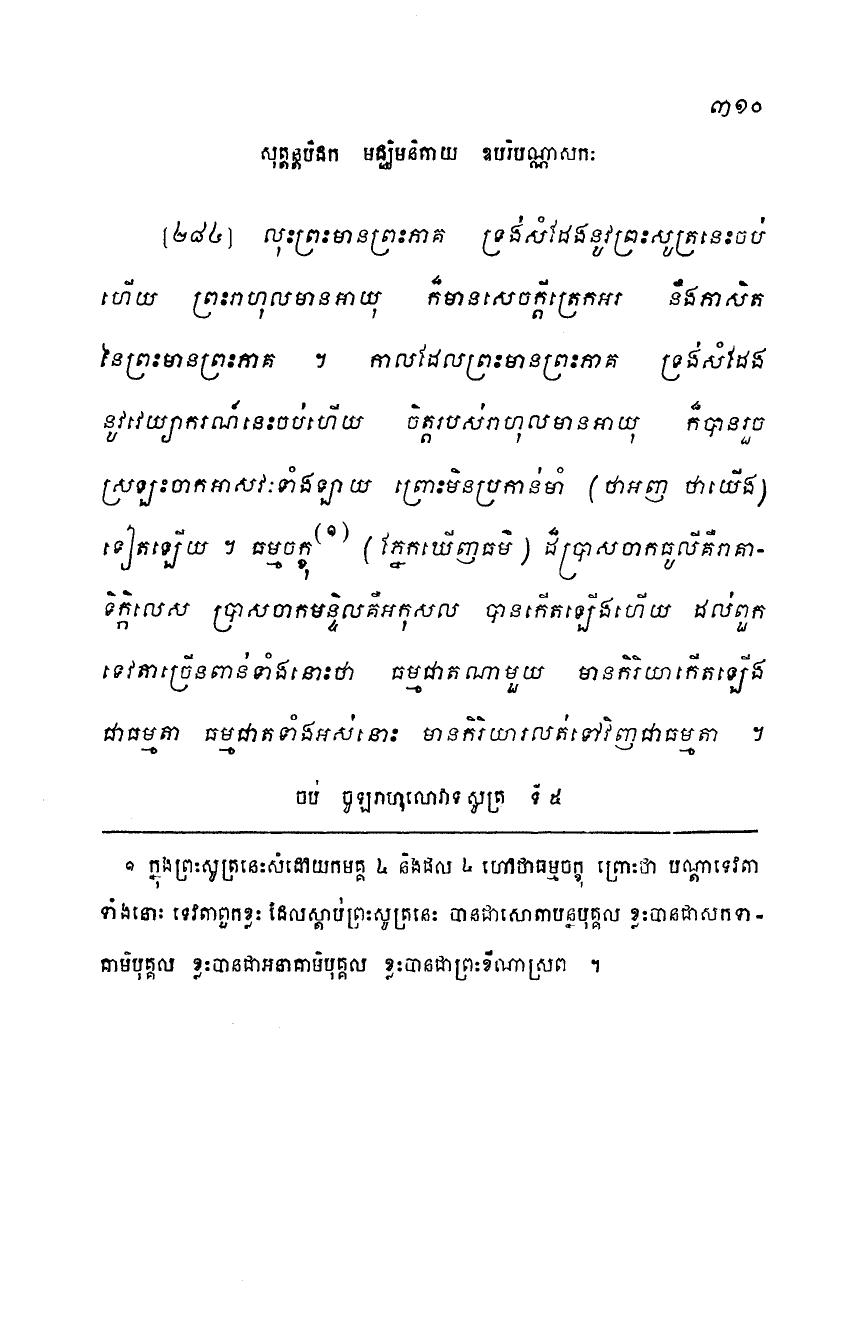 ៣១០
សុត្តន្តបិដក មជ្ឈិមនិកាយ ឧបរិបណ្ណាសកៈ
[២៨៤] លុះព្រះមានព្រះភាគ ទ្រង់សំដែងនូវព្រះសូត្រនេះចប់
ហើយ ព្រះរាហុលមានអាយុ ក៏មានសេចក្តីត្រេកអរ នឹងភាសិត
នៃព្រះមានព្រះភាគ ។ កាលដែលព្រះមានព្រះភាគ ទ្រង់សំដែង
នូវវេយ្យាករណ៍នេះចប់ហើយ ចិត្តរបស់រាហុលមានអាយុ ក៏បានរួច
ស្រឡះចាកអាសវៈទាំងឡាយ ព្រោះមិនប្រកាន់មាំ (ថាអញ ថាយើង)
ទៀតឡើយ ។ ធម្មចក្ខុ(១) (ភ្នែកឃើញធម៌) ដ៏ប្រាសចាកធូលីគឺរាគា-
ទិក្កិលេស ប្រាសចាកមន្ទិលគឺអកុសល បានកើតឡើងហើយ ដល់ពួក
ទេវតាច្រើនពាន់ទាំងនោះថា ធម្មជាតណាមួយ មានកិរិយាកើតឡើង
ជាធម្មតា ធម្មជាតទាំងអស់នោះ មានកិរិយារលត់ទៅវិញជាធម្មតា ។
ចប់ ចូឡរាហុលោវាទសូត្រ ទី ៥
១ ក្នុងព្រះសូត្រនេះសំដៅយកមគ្គ ៤ និងផល ៤ ហៅថាធម្មចក្ខុ ព្រោះថា បណ្តាទេវតា
ទាំងនោះ ទេវតាពួកខ្លះ ដែលស្តាប់ព្រះសូត្រនេះ បានជាសោតាបន្នបុគ្គល ខ្លះបានជាសកទា-
គាមិបុគ្គល ខ្លះបានជាអនាគាមិបុគ្គល ខ្លះបានជាព្រះខីណាស្រព ។